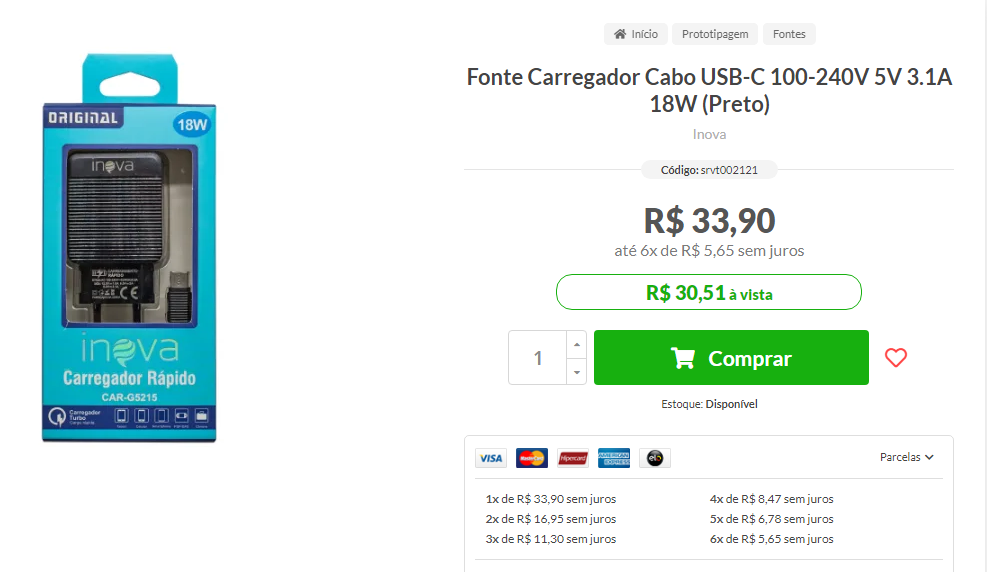 Início
Prototipagem
Fontes
Fonte Carregador Cabo USB-C 100-240V 5V 3.1A
18W (Preto)
Inova
Código: srvt002121
R$ 33,90
até 6x de R$ 5,65 sem juros
R$ 30,51 à vista
1
Comprar
Estoque: Disponível
VISA
MasterCard
Hipercard
AMERICAN EXPRESS
elo
Parcelas
1x de R$ 33,90 sem juros
2x de R$ 16,95 sem juros
3x de R$ 11,30 sem juros
4x de R$ 8,47 sem juros
5x de R$ 6,78 sem juros
6x de R$ 5,65 sem juros
ORIGINAL
18W
inova
CE
inova
Carregador Rápido
CAR-G5215
Carregador
Turbo